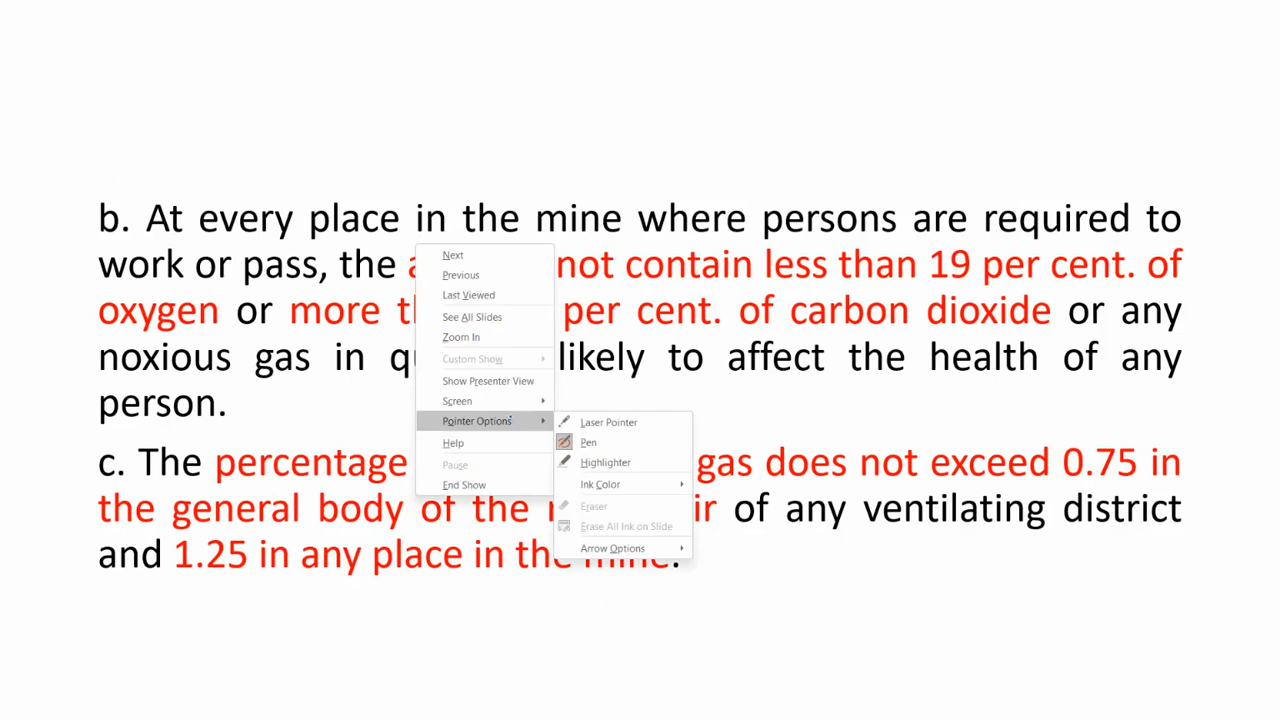 b. At every place in the mine where persons are required to
work or pass, the not contain less than 19 per cent. of
oxygen or more per cent. of carbon dioxide or any
noxious gas in likely to affect the health of any
person.
c. The percentage gas does not exceed 0.75 in
the general body of the of any ventilating district
and 1.25 in any place in the mine.
Next
Previous
Last Viewed
See All Slides
Zoom In
Custom Show
Show Presenter View
Screen
Pointer Options
Help
Pause
End Show
Laser Pointer
Pen
Highlighter
Ink Color
Eraser
Erase All Ink on Slide
Arrow Options